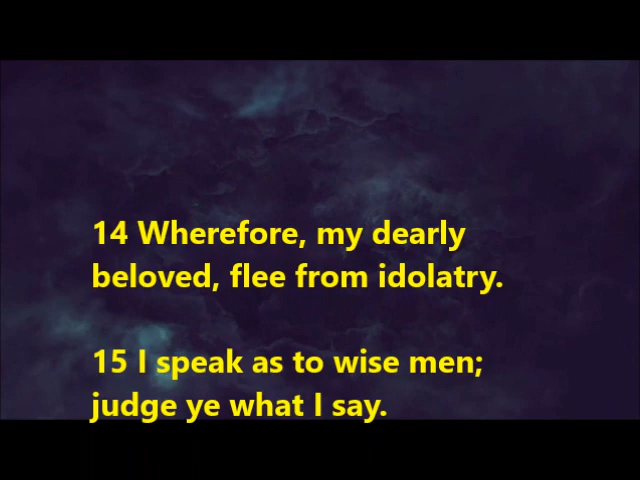 14 Wherefore, my dearly
beloved, flee from idolatry.
15 I speak as to wise men;
judge ye what I say.